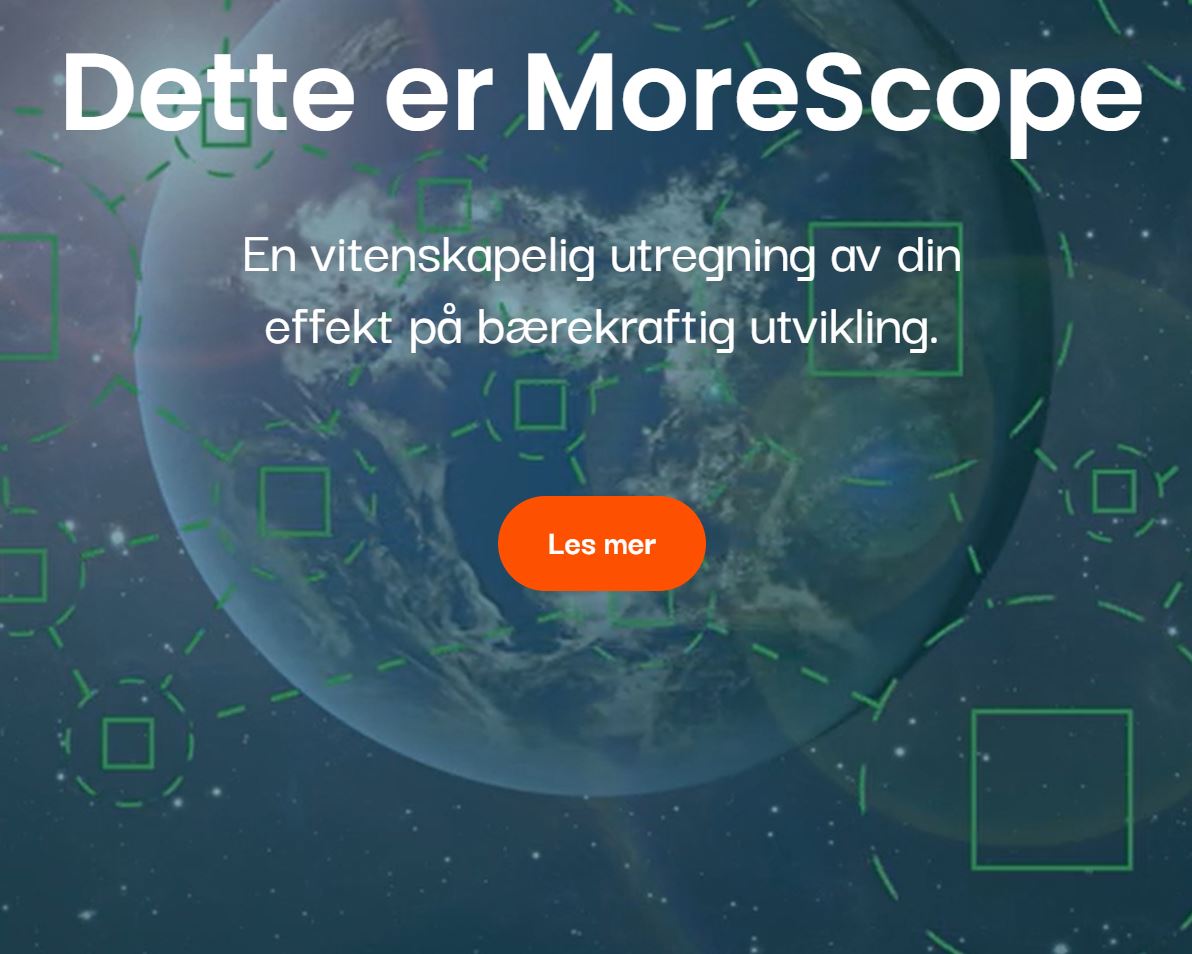 Dette er MoreScope
En vitenskapelig utregning av din
effekt på bærekraftig utvikling.
Les mer